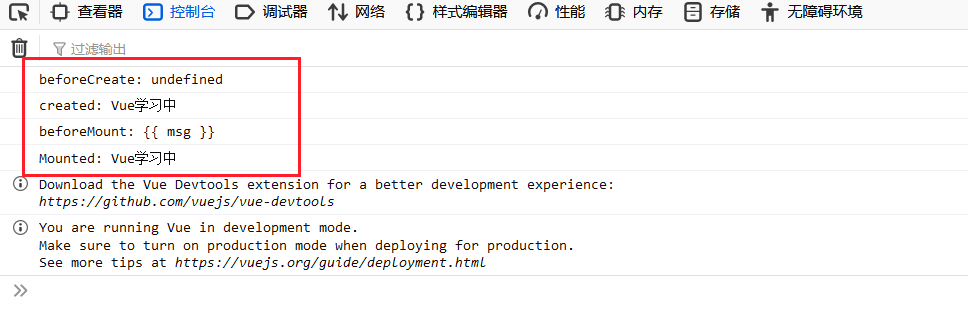 查看器 控制台 调试器 网络 样式编辑器 性能 内存 存储 无障碍环境
过滤输出
beforeCreate: undefined
created: Vue学习中
beforeMount: {{ msg }}
Mounted: Vue学习中
Download the Vue Devtools extension for a better development experience:
https://github.com/vuejs/vue-devtools
You are running Vue in development mode.
Make sure to turn on production mode when deploying for production.
See more tips at https://vuejs.org/guide/deployment.html